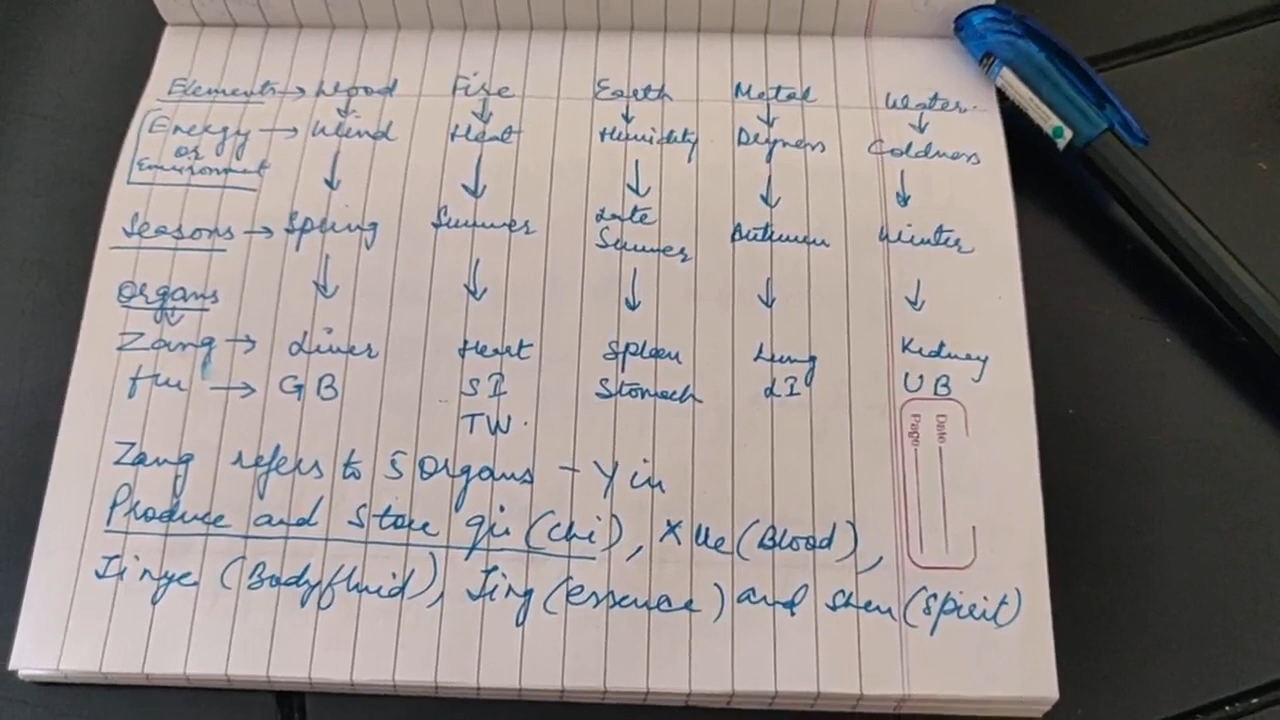 Elements → Wood Fire Earth Metal Water
Energy → Wind Heat Humidity Dryness Coldness
or
Environment
Seasons → Spring Summer Late Summer Autumn Winter
Organs
Zang → Liver Heart Spleen Lung Kidney
Fu → GB SI Stomach LI UB
TW.
Zang refers to 5 Organs - Yin
Produce and Store qi (Chi), Xue (Blood),
Jinye (Bodyfluid), Jing (essence) and Shen (Spirit)
Date
Page